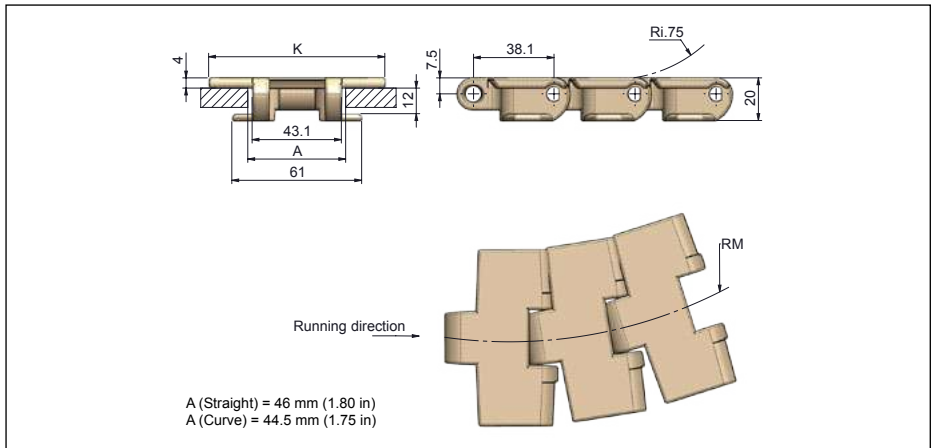 K
4
12
43.1
A
61
7.5
38.1
Ri.75
20
RM
Running direction
A (Straight) = 46 mm (1.80 in)
A (Curve) = 44.5 mm (1.75 in)